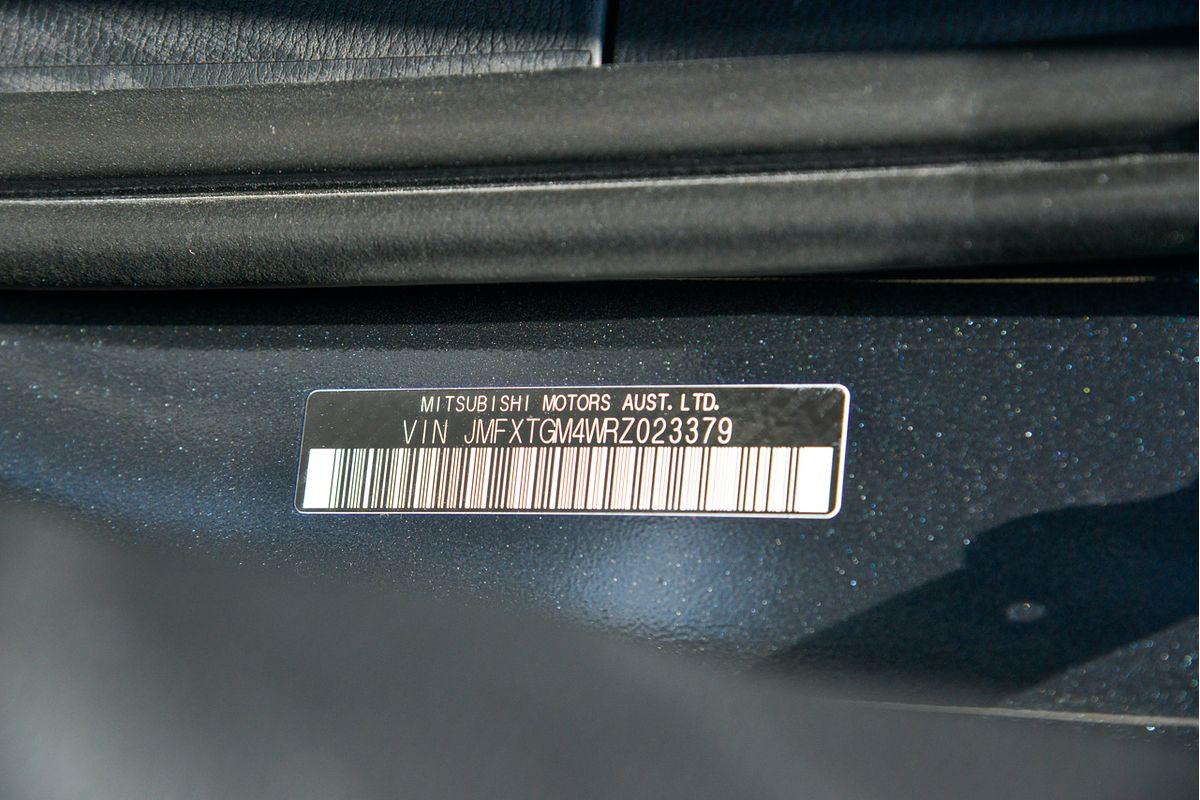 MITSUBISHI MOTORS AUST. LTD.
VIN JMFXTGM4WRZ023379